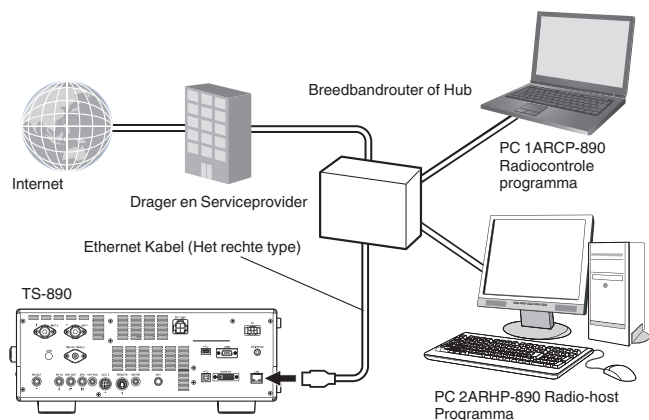 Breedbandrouter of Hub
PC 1ARCP-890
Radiocontrole
programma
Internet
Drager en Serviceprovider
Ethernet Kabel (Het rechte type)
TS-890
PC 2ARHP-890 Radio-host
Programma